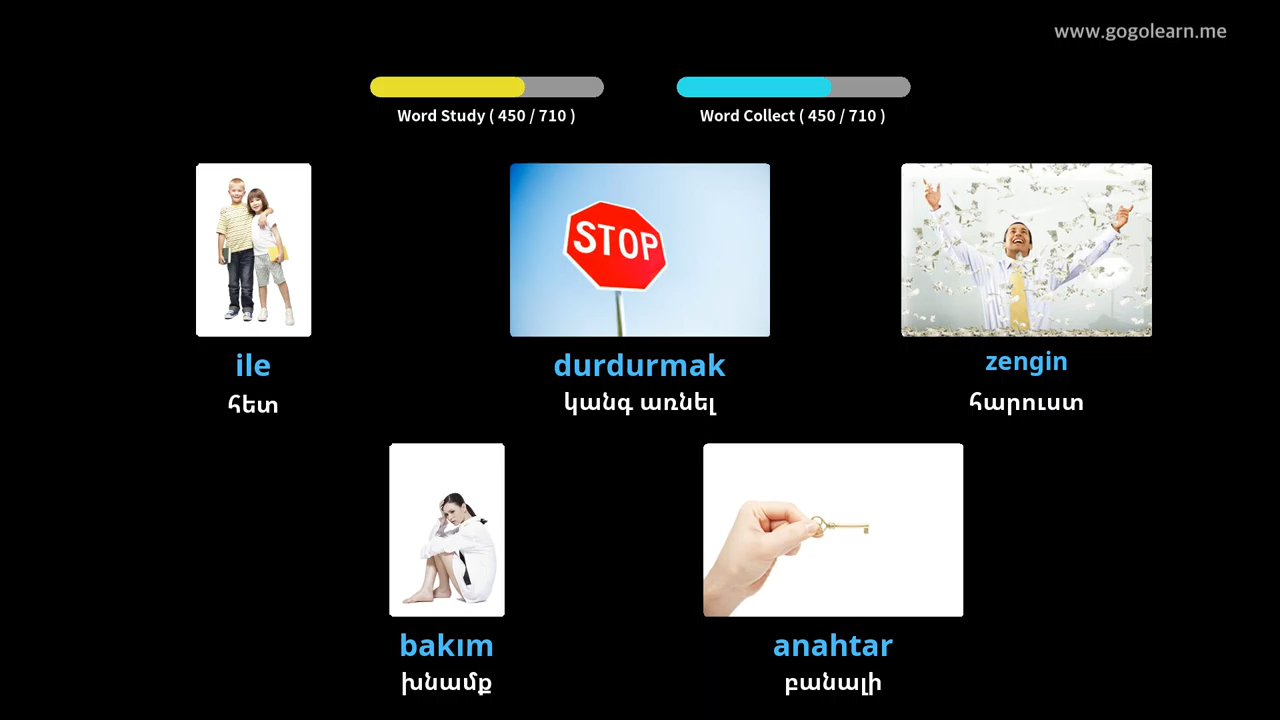 www.gogolearn.me
Word Study ( 450 / 710 )
Word Collect ( 450 / 710 )
STOP
ile
հետ
durdurmak
կանգ առնել
zengin
հարուստ
bakım
խնամք
anahtar
բանալի